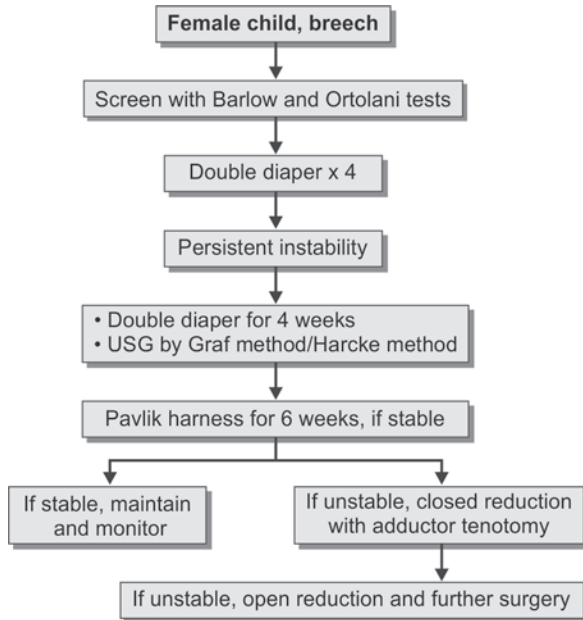 Female child, breech
Screen with Barlow and Ortolani tests
Double diaper x 4
Persistent instability
• Double diaper for 4 weeks
• USG by Graf method/Harcke method
Pavlik harness for 6 weeks, if stable
If stable, maintain
and monitor
If unstable, closed reduction
with adductor tenotomy
If unstable, open reduction and further surgery